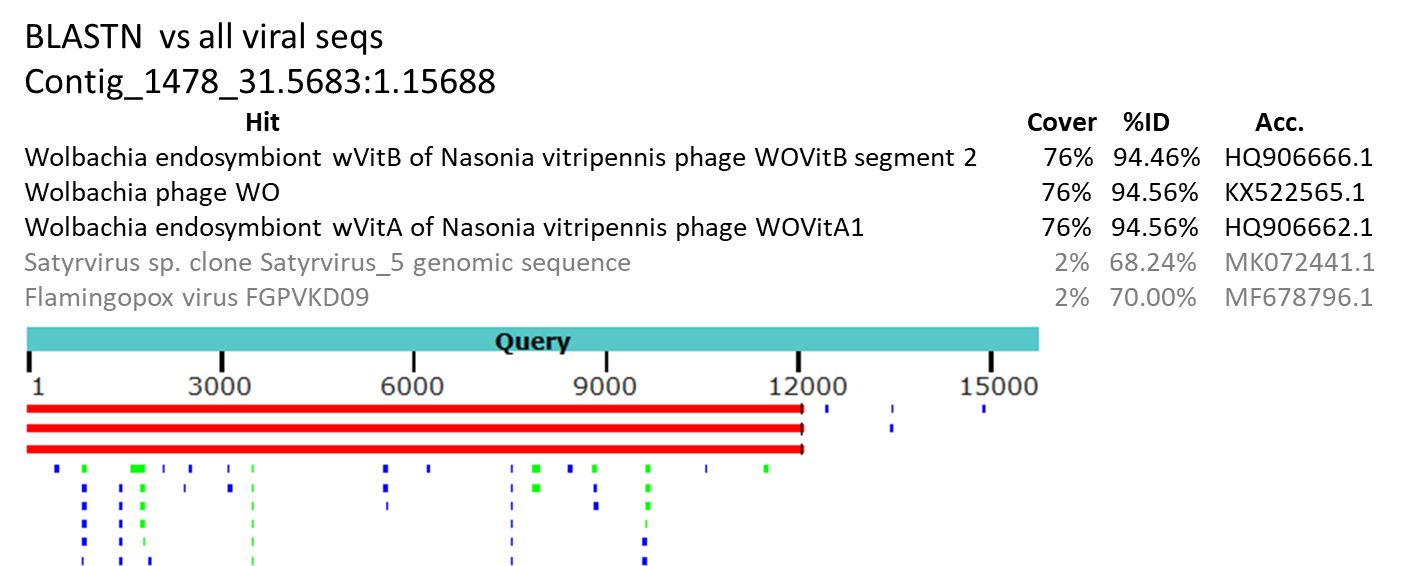 BLASTN vs all viral seqs
Contig_1478_31.5683:1.15688
Hit Cover %ID Acc.
Wolbachia endosymbiont wVitB of Nasonia vitripennis phage WOVitB segment 2 76% 94.46% HQ906666.1
Wolbachia phage WO 76% 94.56% KX522565.1
Wolbachia endosymbiont wVitA of Nasonia vitripennis phage WOVitA1 76% 94.56% HQ906662.1
Satyrvirus sp. clone Satyrvirus_5 genomic sequence 2% 68.24% MK072441.1
Flamingopox virus FGPVKD09 2% 70.00% MF678796.1
Query
1 3000 6000 9000 12000 15000